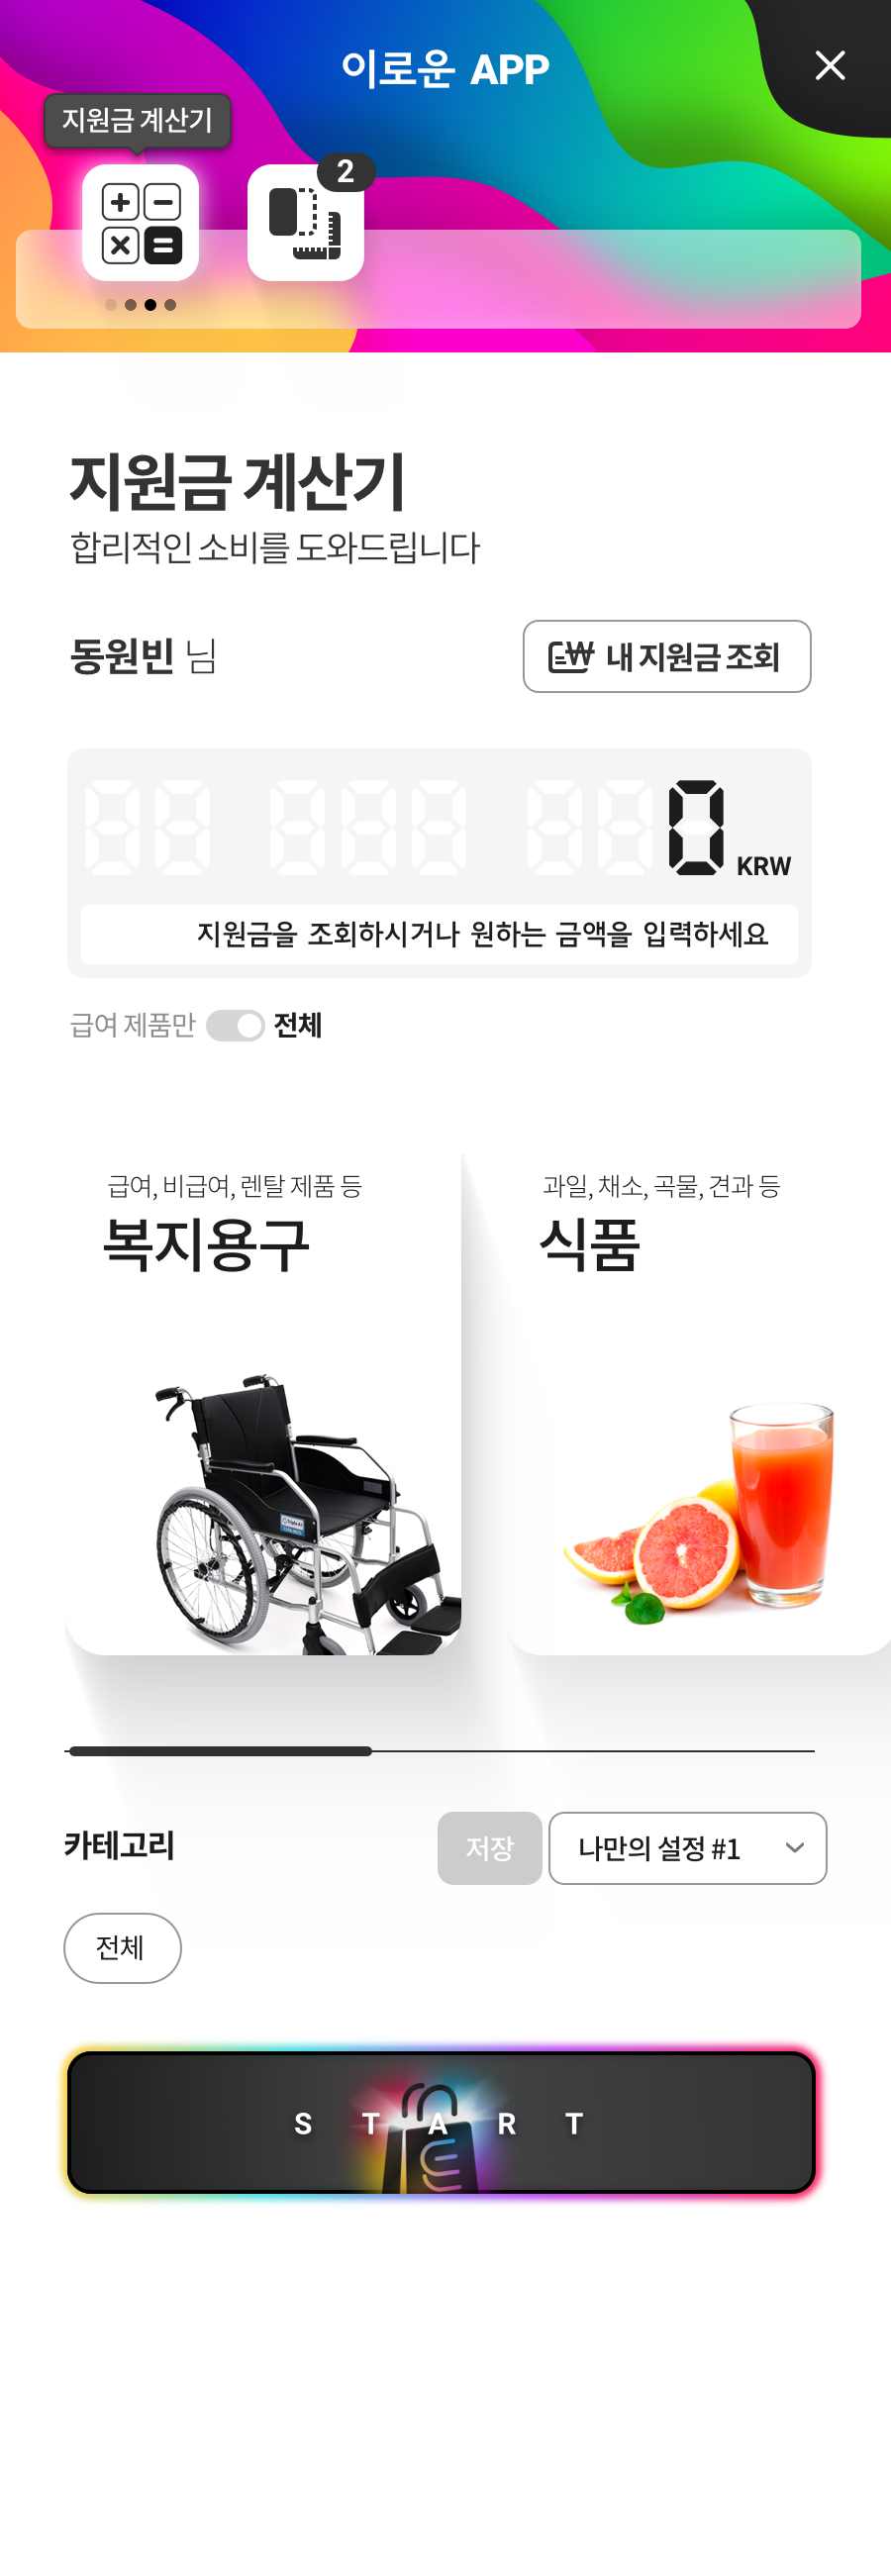 이로운 APP
지원금 계산기
2
지원금 계산기
합리적인 소비를 도와드립니다
동원빈 님
내 지원금 조회
0 KRW
지원금을 조회하시거나 원하는 금액을 입력하세요
급여 제품만 전체
급여, 비급여, 렌탈 제품 등
복지용구
과일, 채소, 곡물, 견과 등
식품
카테고리
저장
나만의 설정 #1
전체
START